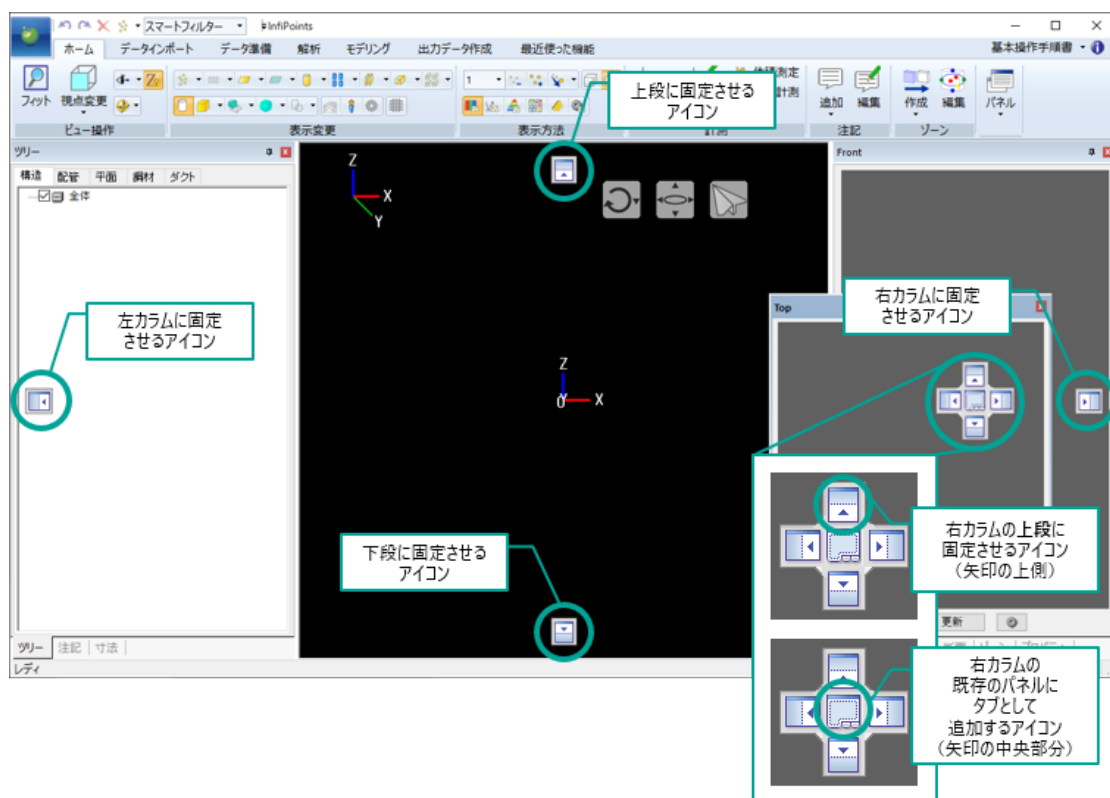 スマートフィルター
InfiPoints
ホーム
データインポート
データ準備
解析
モデリング
出力データ作成
最近使った機能
基本操作手順書
フィット
視点変更
1
追加
編集
作成
編集
パネル
ビュー操作
表示変更
表示方法
注記
ゾーン
上段に固定させる
アイコン
ツリー
Front
構造
配管
平面
鋼材
ダクト
全体
Z
X
Y
左カラムに固定
させるアイコン
Top
右カラムに固定
させるアイコン
Z
X
下段に固定させる
アイコン
右カラムの上段に
固定させるアイコン
(矢印の上側)
更新
右カラムの
既存のパネルに
タブとして
追加するアイコン
(矢印の中央部分)
ツリー
注記
寸法
レディ